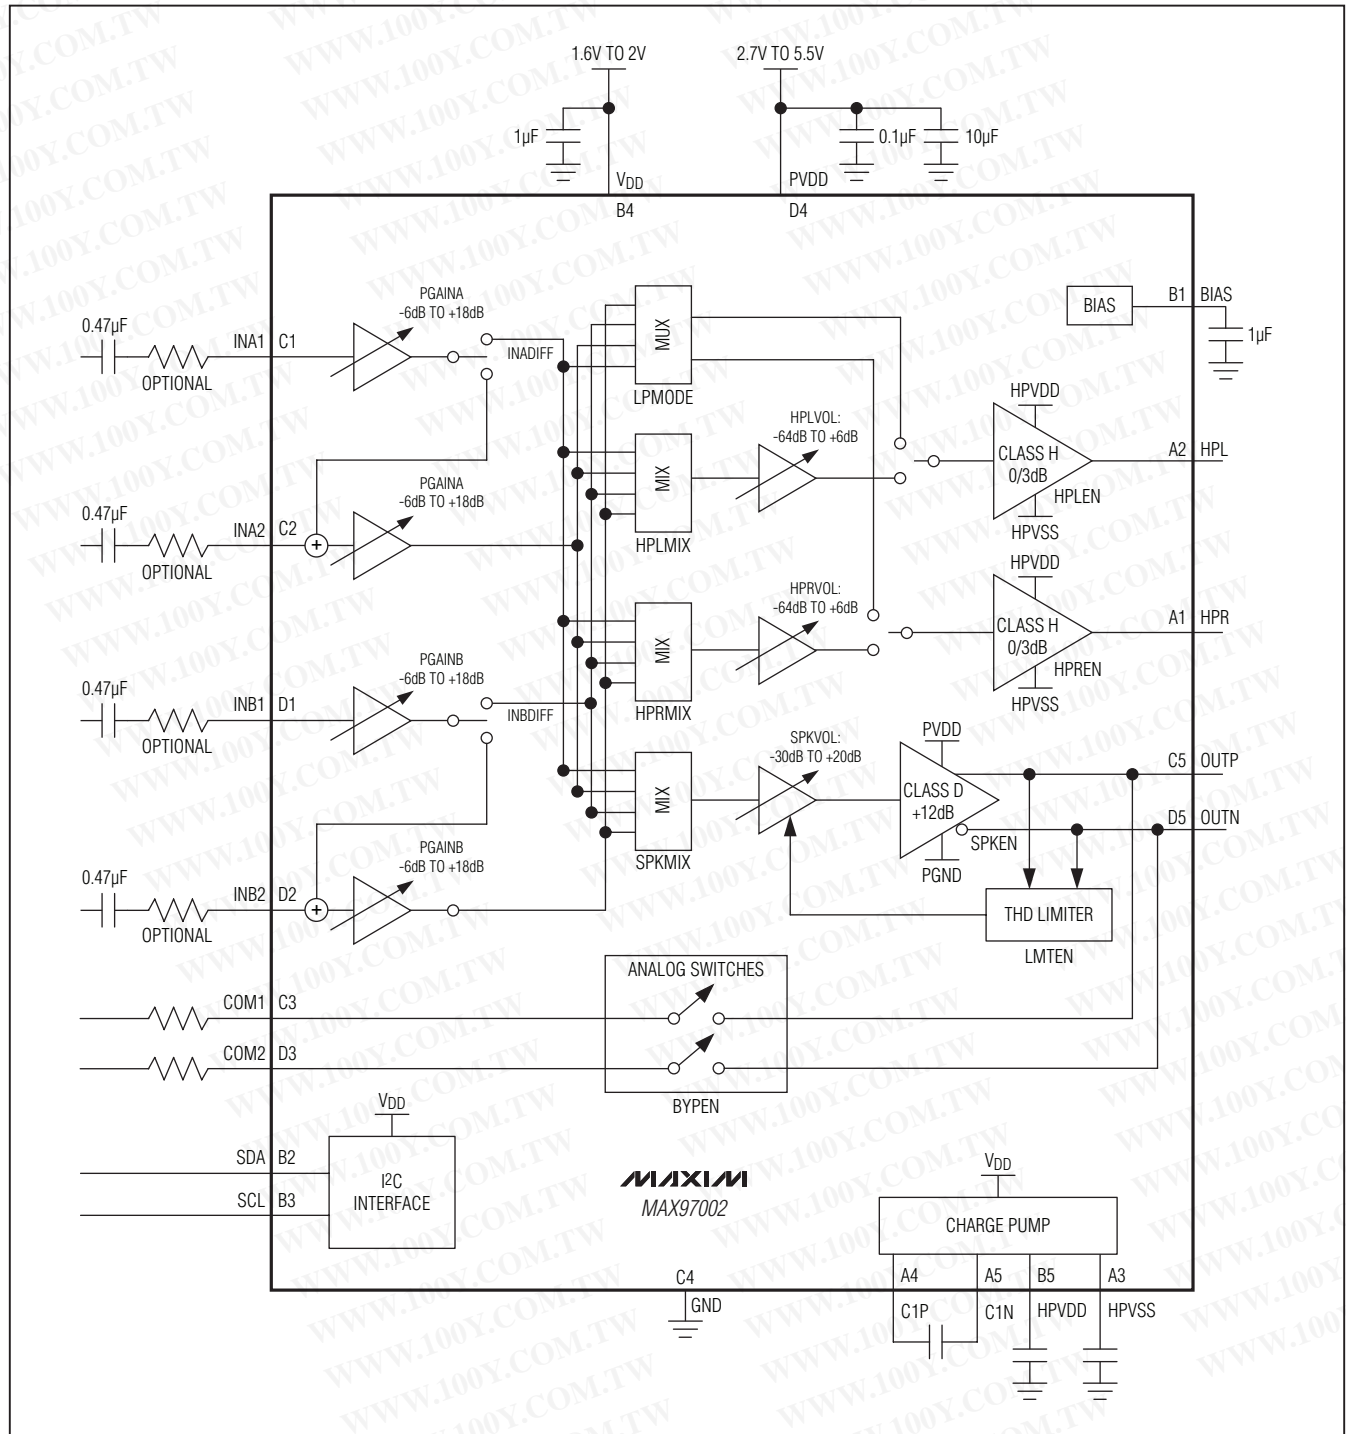 1.6V TO 2V
2.7V TO 5.5V
1µF
0.1µF
10µF
VDD
PVDD
B4
D4
PGAINA
-6dB TO +18dB
BIAS
B1
BIAS
1µF
0.47µF
INA1
C1
OPTIONAL
INADIFF
MUX
LPMODE
HPVDD
HPLVOL:
-64dB TO +6dB
CLASS H
0/3dB
A2
HPL
HPLEN
HPVSS
PGAINA
-6dB TO +18dB
MIX
HPLMIX
0.47µF
INA2
C2
+
OPTIONAL
HPVDD
HPRVOL:
-64dB TO +6dB
CLASS H
0/3dB
A1
HPR
HPREN
HPVSS
PGAINB
-6dB TO +18dB
MIX
HPRMIX
0.47µF
INB1
D1
OPTIONAL
INBDIFF
PVDD
SPKVOL:
-30dB TO +20dB
CLASS D
+12dB
C5
OUTP
D5
OUTN
SPKEN
PGND
MIX
SPKMIX
PGAINB
-6dB TO +18dB
0.47µF
INB2
D2
+
OPTIONAL
THD LIMITER
LMTEN
ANALOG SWITCHES
COM1
C3
COM2
D3
BYPEN
VDD
SDA
B2
SCL
B3
I2C
INTERFACE
MAXIM
MAX97002
VDD
CHARGE PUMP
C4
GND
A4
A5
B5
A3
C1P
C1N
HPVDD
HPVSS
WWW.100Y.COM.TW